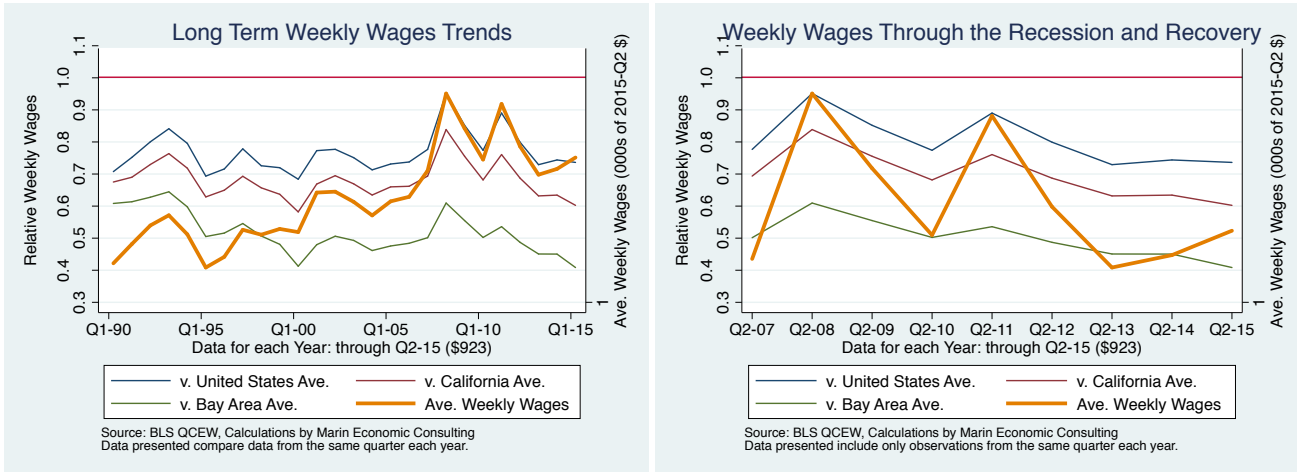 Long Term Weekly Wages Trends
Relative Weekly Wages
1.1
1.0
0.9
0.8
0.7
0.6
0.5
0.4
0.3
Ave. Weekly Wages (000s of 2015-Q2 $)
1
Q1-90 Q1-95 Q1-00 Q1-05 Q1-10 Q1-15
Data for each Year: through Q2-15 ($923)
v. United States Ave. v. California Ave.
v. Bay Area Ave. Ave. Weekly Wages
Source: BLS QCEW, Calculations by Marin Economic Consulting
Data presented compare data from the same quarter each year.
Weekly Wages Through the Recession and Recovery
Relative Weekly Wages
1.1
1.0
0.9
0.8
0.7
0.6
0.5
0.4
0.3
Ave. Weekly Wages (000s of 2015-Q2 $)
1
Q2-07 Q2-08 Q2-09 Q2-10 Q2-11 Q2-12 Q2-13 Q2-14 Q2-15
Data for each Year: through Q2-15 ($923)
v. United States Ave. v. California Ave.
v. Bay Area Ave. Ave. Weekly Wages
Source: BLS QCEW, Calculations by Marin Economic Consulting
Data presented include only observations from the same quarter each year.